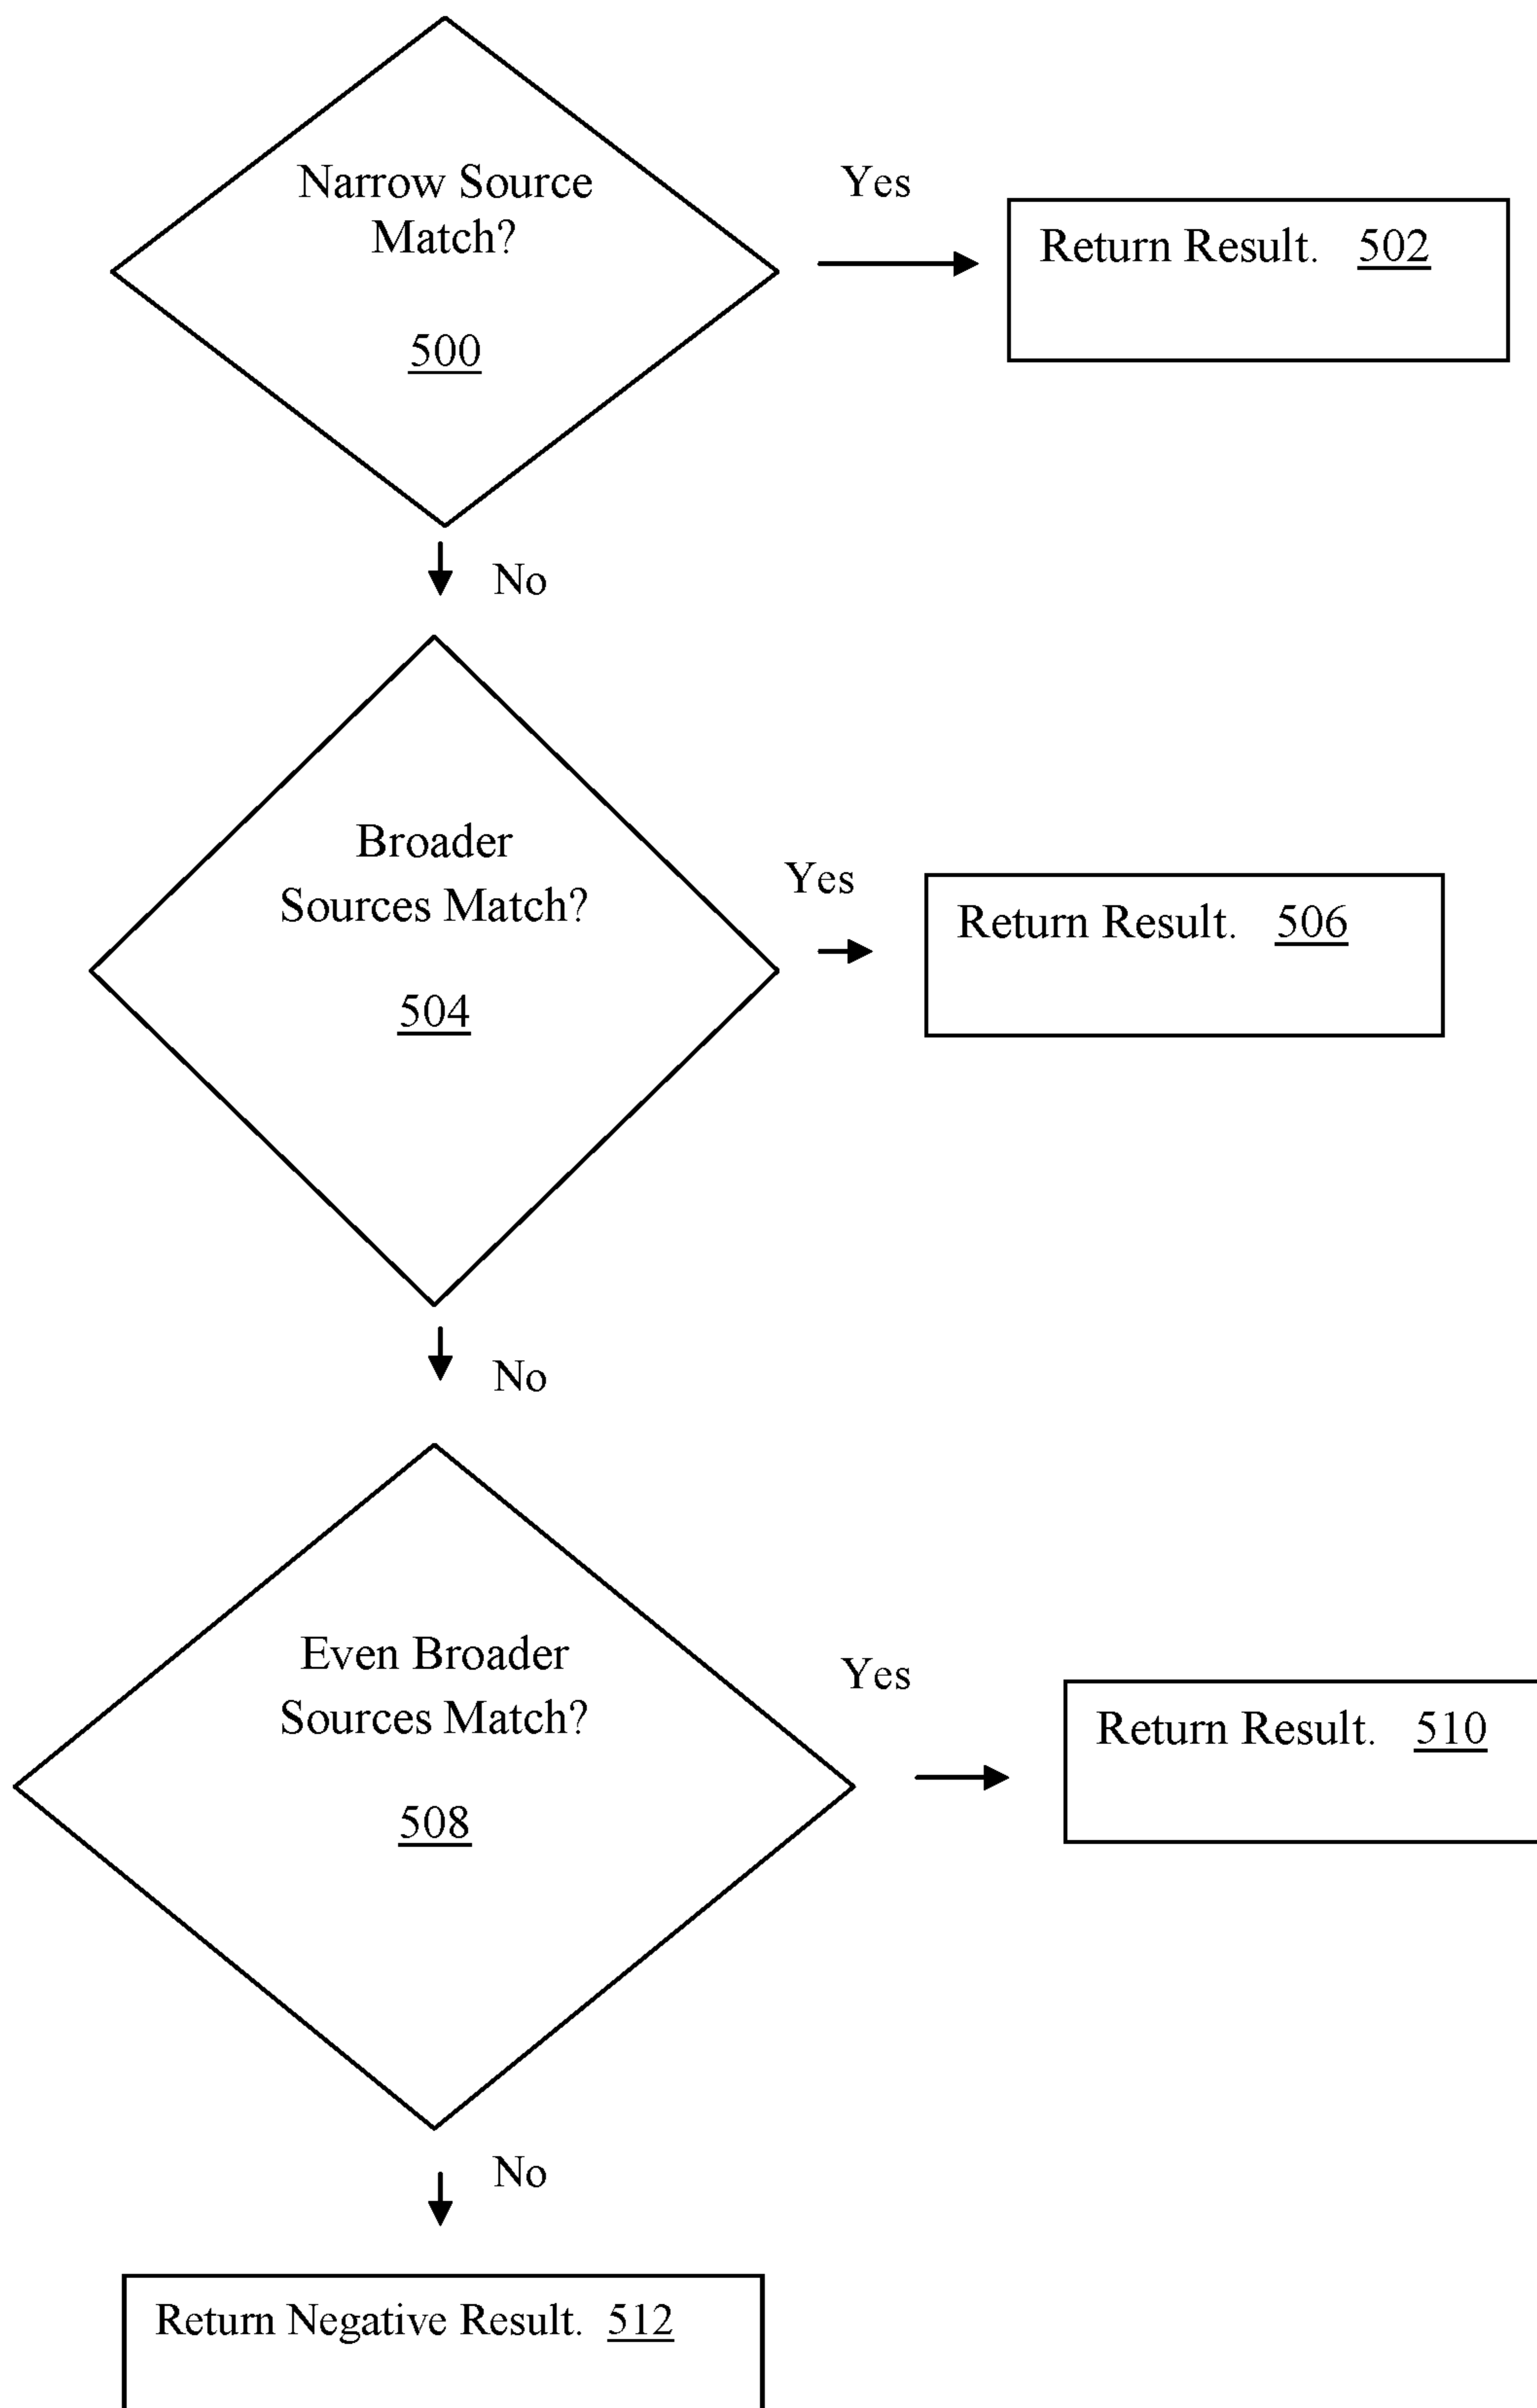 Narrow Source
Match?
500
Yes
Return Result. 502
No
Broader
Sources Match?
504
Yes
Return Result. 506
No
Even Broader
Sources Match?
508
Yes
Return Result. 510
No
Return Negative Result. 512